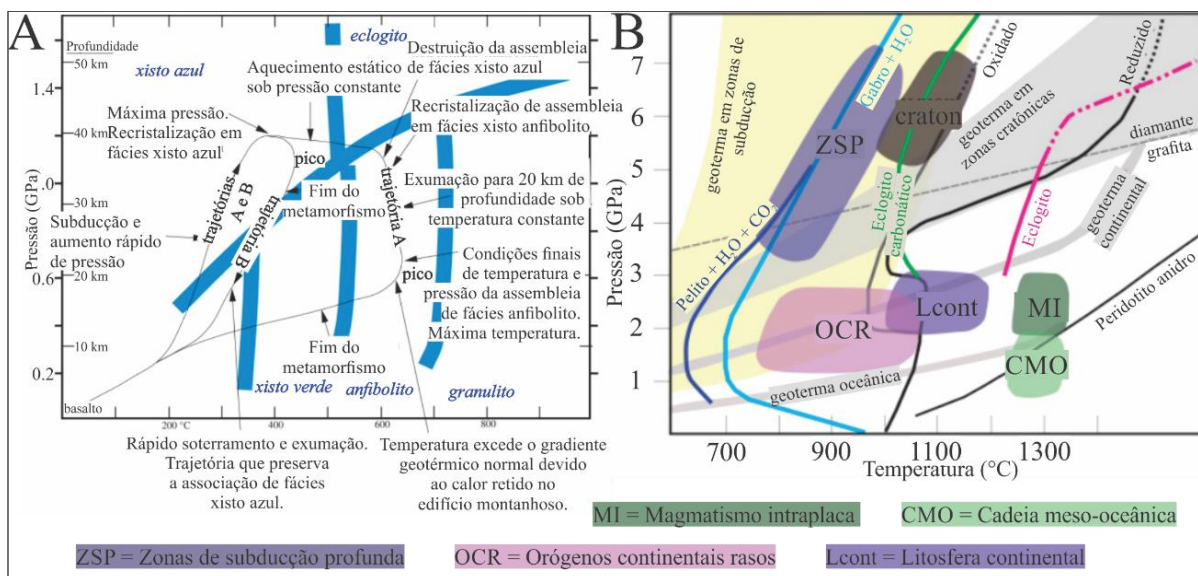 A
Profundidade
50 km
xisto azul
eclogito
Destruição da assembleia
de fácies xisto azul
Aquecimento estático
sob pressão constante
1.4
Máxima pressão.
Recristalização em
fácies xisto azul
Recristalização de assembleia
em fácies xisto anfibolito
40 km
pico
Pressão (GPa)
1.0
30 km
trajetórias
A e B
trajetória B
Fim do
metamorfismo
trajetória A
Exumação para 20 km de
profundidade sob
temperatura constante
Subducção e
aumento rápido
de pressão
0.6
20 km
pico
Condições finais
de temperatura e
pressão da assembleia
de fácies anfibolito.
Máxima temperatura.
10 km
Fim do
metamorfismo
0.2
xisto verde
anfibolito
granulito
basalto
200 °C
400
600
800
Rápido soterramento e exumação.
Trajetória que preserva
a associação de fácies
xisto azul.
Temperatura excede o gradiente
geotérmico normal devido
ao calor retido no
edifício montanhoso.
B
Pressão (GPa)
7
6
5
4
3
2
1
geoterma em zonas de
subducção
Gabro + H2O
ZSP
craton
Oxidado
Reduzido
geoterma em
zonas cratônicas
diamante
grafita
Pelito + H2O + CO2
Eclogito
carbonático
Eclogito
geoterma
continental
OCR
Lcont
MI
CMO
Peridotito anidro
geoterma oceânica
700
900
1100
1300
Temperatura (°C)
MI = Magmatismo intraplaca
CMO = Cadeia meso-oceânica
ZSP = Zonas de subducção profunda
OCR = Orógenos continentais rasos
Lcont = Litosfera continental